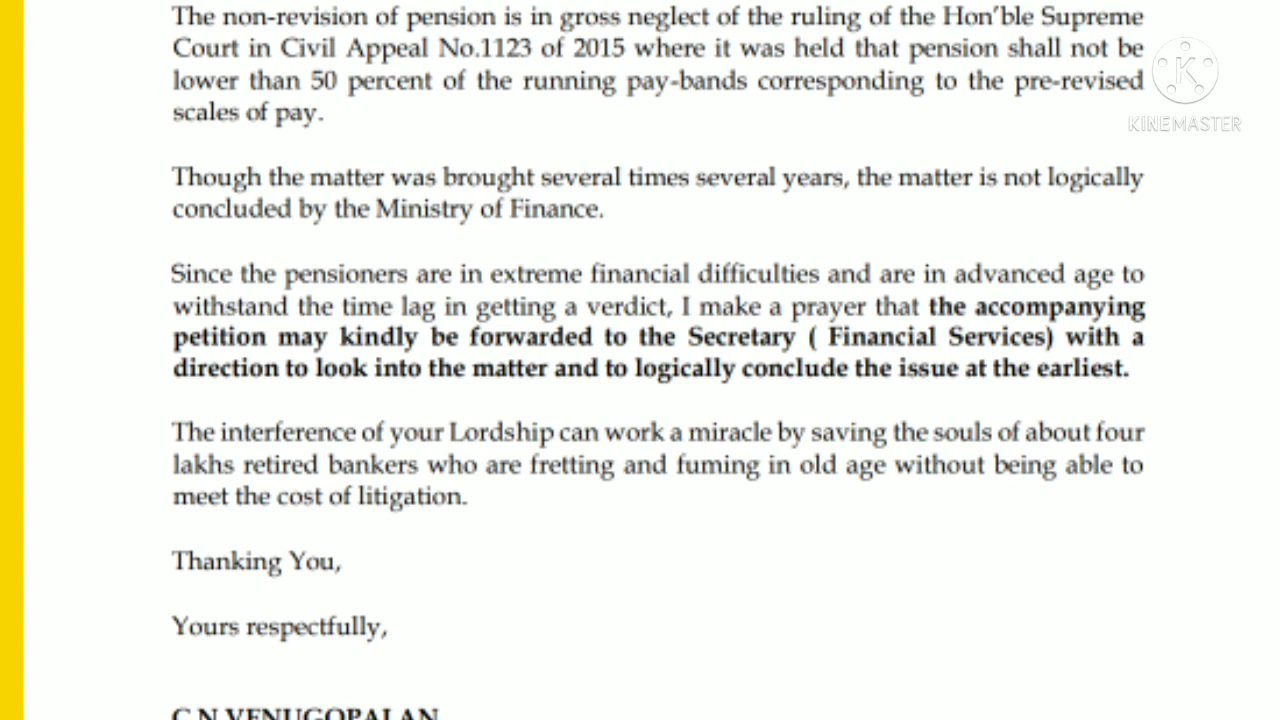 The non-revision of pension is in gross neglect of the ruling of the Hon'ble Supreme
Court in Civil Appeal No.1123 of 2015 where it was held that pension shall not be
lower than 50 percent of the running pay-bands corresponding to the pre-revised
scales of pay.
K
KINEMASTER
Though the matter was brought several times several years, the matter is not logically
concluded by the Ministry of Finance.
Since the pensioners are in extreme financial difficulties and are in advanced age to
withstand the time lag in getting a verdict, I make a prayer that the accompanying
petition may kindly be forwarded to the Secretary ( Financial Services) with a
direction to look into the matter and to logically conclude the issue at the earliest.
The interference of your Lordship can work a miracle by saving the souls of about four
lakhs retired bankers who are fretting and fuming in old age without being able to
meet the cost of litigation.
Thanking You,
Yours respectfully,
C.N.VENUGOPALAN